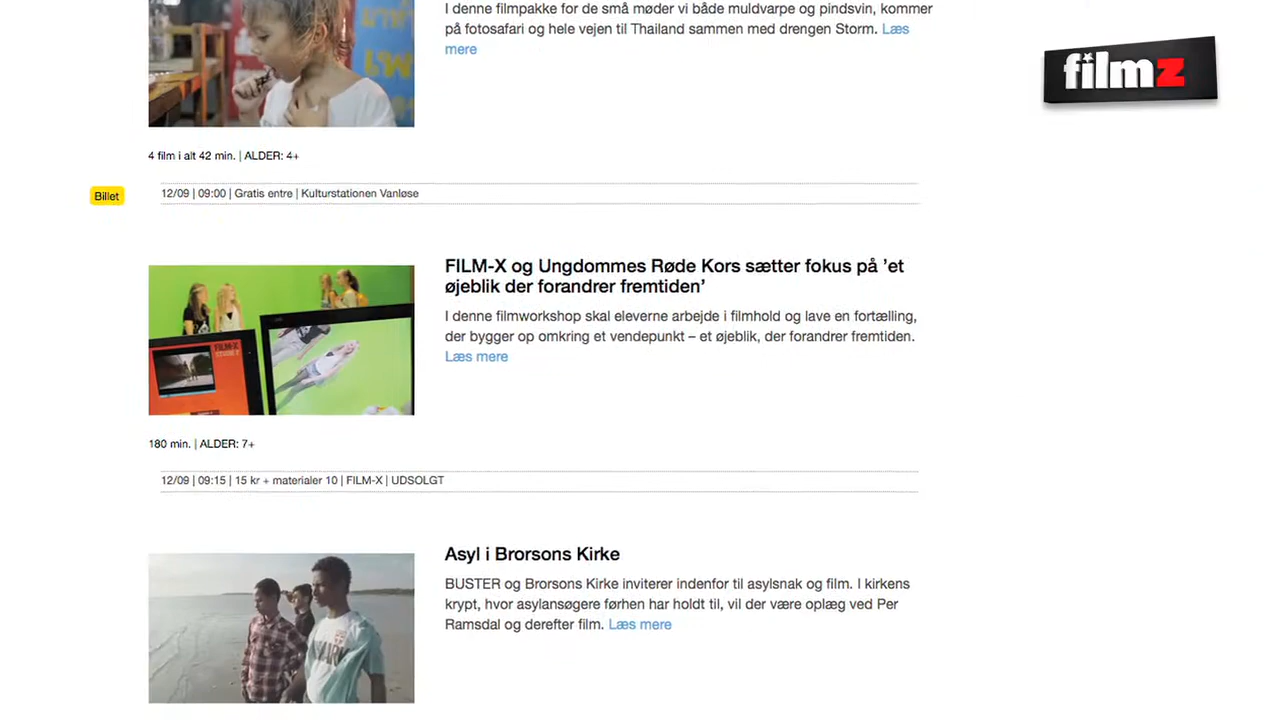 I denne filmpakke for de små møder vi både muldvarpe og pindsvin, kommer
på fotosafari og hele vejen til Thailand sammen med drengen Storm. Læs
mere
filmz
4 film i alt 42 min. | ALDER: 4+
Billet
12/09 | 09:00 | Gratis entre | Kulturstationen Vanløse
FILM-X og Ungdommes Røde Kors sætter fokus på ’et
øjeblik der forandrer fremtiden’
I denne filmworkshop skal eleverne arbejde i filmhold og lave en fortælling,
der bygger op omkring et vendepunkt – et øjeblik, der forandrer fremtiden.
Læs mere
FILM-X
180 min. | ALDER: 7+
12/09 | 09:15 | 15 kr + materialer 10 | FILM-X | UDSOLGT
Asyl i Brorsons Kirke
BUSTER og Brorsons Kirke inviterer indenfor til asylsnak og film. I kirkens
krypt, hvor asylansøgere førhen har holdt til, vil der være oplæg ved Per
Ramsdal og derefter film. Læs mere